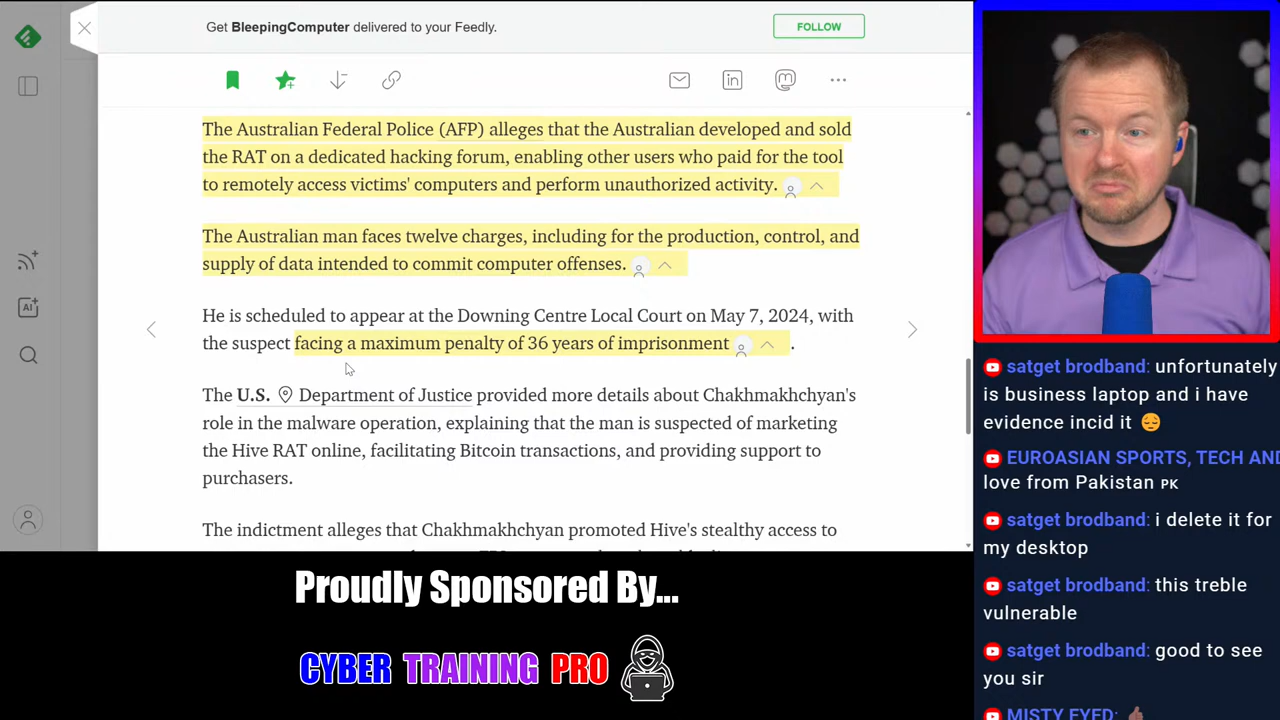 Get BleepingComputer delivered to your Feedly.
FOLLOW
The Australian Federal Police (AFP) alleges that the Australian developed and sold
the RAT on a dedicated hacking forum, enabling other users who paid for the tool
to remotely access victims' computers and perform unauthorized activity.
The Australian man faces twelve charges, including for the production, control, and
supply of data intended to commit computer offenses.
He is scheduled to appear at the Downing Centre Local Court on May 7, 2024, with
the suspect facing a maximum penalty of 36 years of imprisonment .
The U.S. Department of Justice provided more details about Chakhmakhchyan's
role in the malware operation, explaining that the man is suspected of marketing
the Hive RAT online, facilitating Bitcoin transactions, and providing support to
purchasers.
The indictment alleges that Chakhmakhchyan promoted Hive's stealthy access to
Proudly Sponsored By...
CYBER TRAINING PRO
satget brodband: unfortunately
is business laptop and i have
evidence incid it 😔
EUROASIAN SPORTS, TECH AND
love from Pakistan PK
satget brodband: i delete it for
my desktop
satget brodband: this treble
vulnerable
satget brodband: good to see
you sir
MISTY EYED:
AI
in